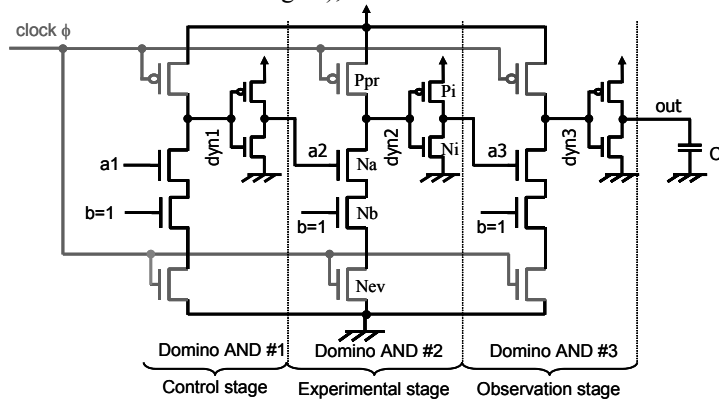 clock ϕ
Ppr
Pi
out
dyn1
dyn2
dyn3
a1
a2
Na
Ni
a3
b=1
Nb
b=1
b=1
Nev
Domino AND #1
Domino AND #2
Domino AND #3
Control stage
Experimental stage
Observation stage